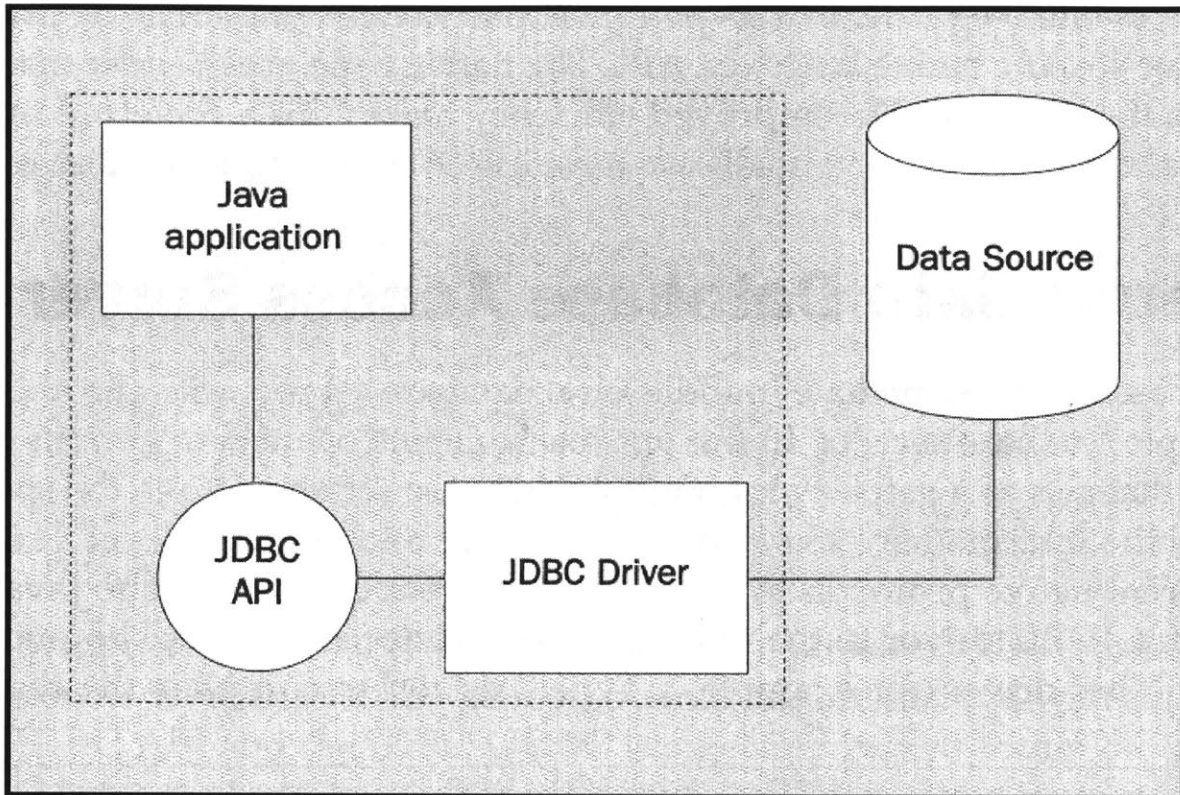 Java
application
Data Source
JDBC
API
JDBC Driver